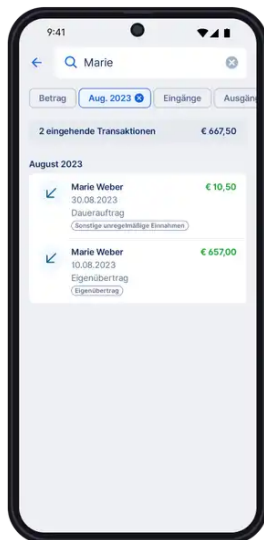 9:41
Marie
Betrag
Aug. 2023
Eingänge
Ausgän
2 eingehende Transaktionen € 667,50
August 2023
Marie Weber € 10,50
30.08.2023
Dauerauftrag
Sonstige unregelmäßige Einnahmen
Marie Weber € 657,00
10.08.2023
Eigenübertrag
Eigenübertrag